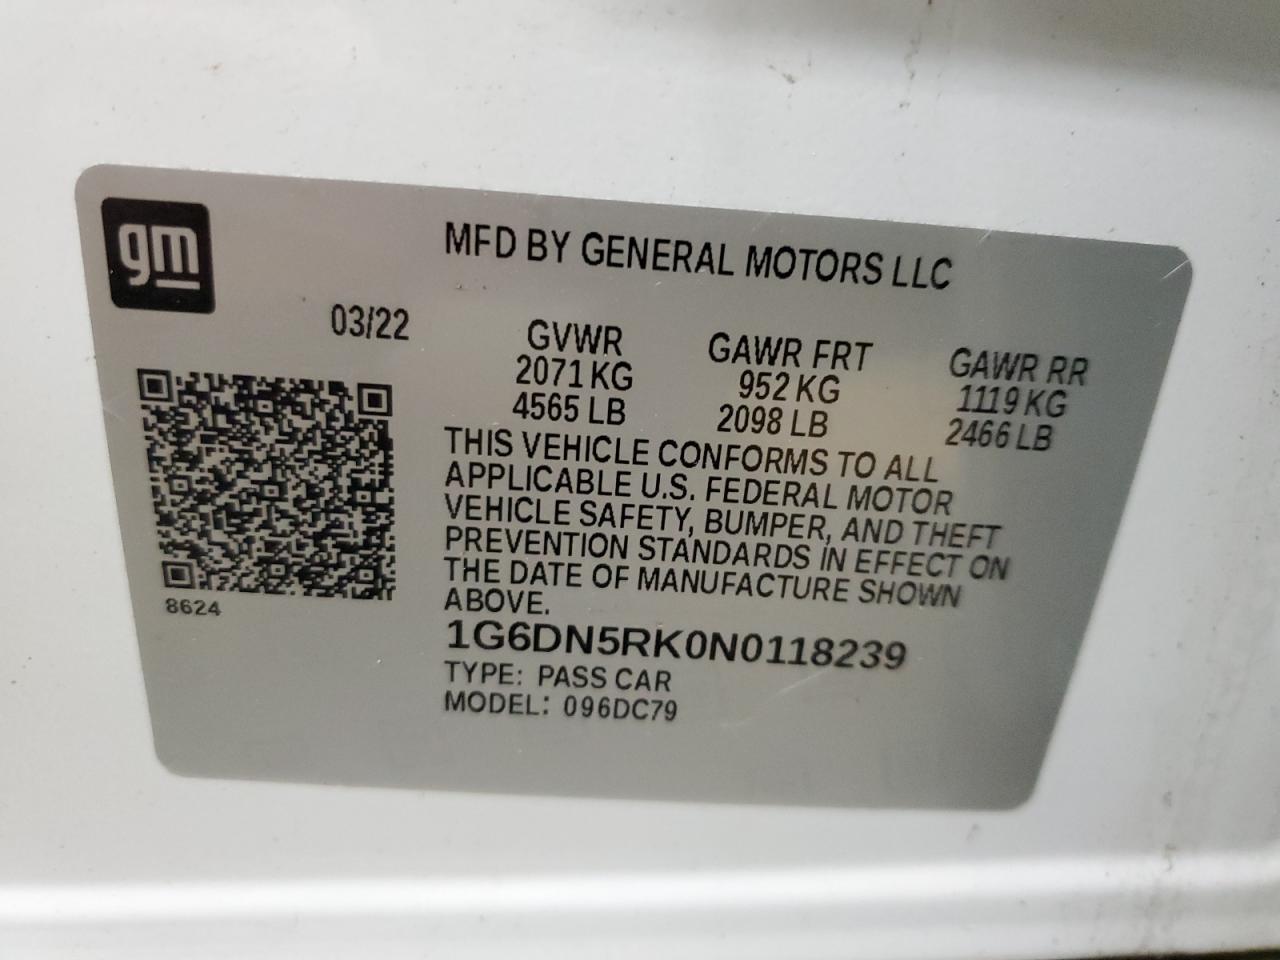 gm
MFD BY GENERAL MOTORS LLC
03/22
GVWR GAWR FRT GAWR RR
2071 KG 952 KG 1119 KG
4565 LB 2098 LB 2466 LB
THIS VEHICLE CONFORMS TO ALL
APPLICABLE U.S. FEDERAL MOTOR
VEHICLE SAFETY, BUMPER, AND THEFT
PREVENTION STANDARDS IN EFFECT ON
THE DATE OF MANUFACTURE SHOWN
ABOVE.
8624
1G6DN5RK0N0118239
TYPE: PASS CAR
MODEL: 096DC79